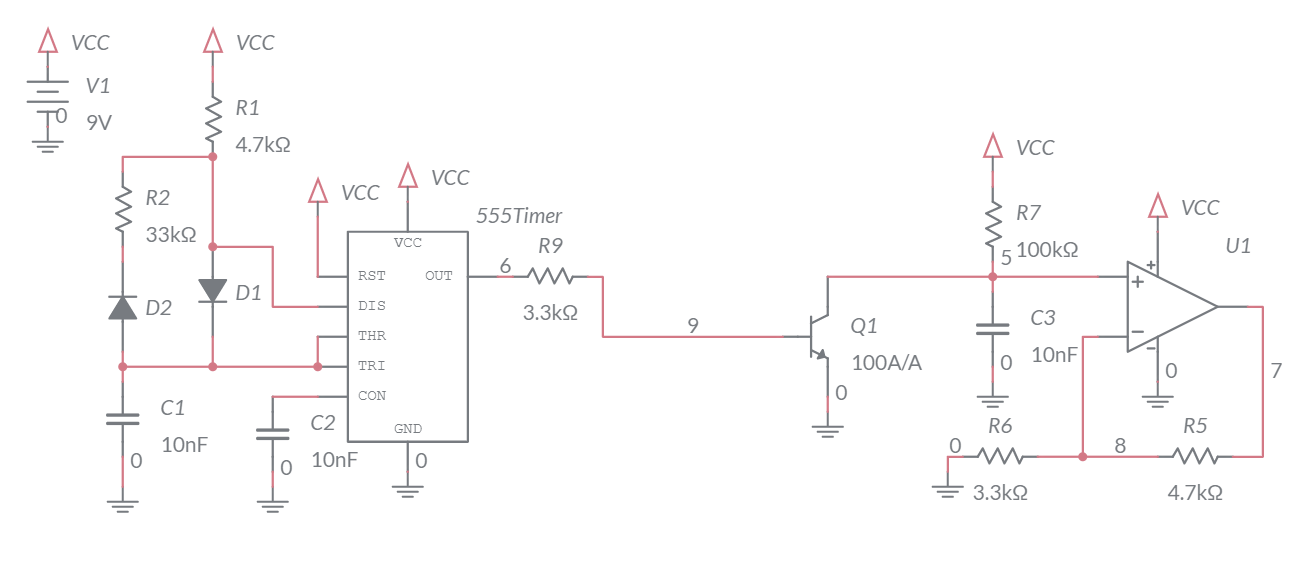 VCC
V1
0
9V
VCC
R1
4.7kΩ
R2
33kΩ
D2
D1
C1
10nF
0
C2
10nF
0
VCC
VCC
555Timer
VCC
RST
OUT
DIS
THR
TRI
CON
GND
0
6
R9
3.3kΩ
9
Q1
100A/A
0
VCC
R7
100kΩ
5
C3
10nF
0
VCC
U1
+
+
−
−
0
7
0
R6
3.3kΩ
8
R5
4.7kΩ